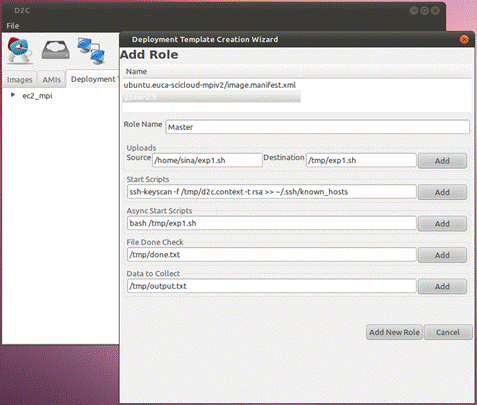 D2C
File
Images AMIs Deployment T
ec2_mpi
Deployment Template Creation Wizard
Add Role
Name
ubuntu.euca-scicloud-mpiv2/image.manifest.xml
Role Name Master
Uploads
Source /home/sina/exp1.sh Destination /tmp/exp1.sh Add
Start Scripts
ssh-keyscan -f /tmp/d2c.context -t rsa >> ~/.ssh/known_hosts Add
Async Start Scripts
bash /tmp/exp1.sh Add
File Done Check
/tmp/done.txt Add
Data to Collect
/tmp/output.txt Add
Add New Role Cancel